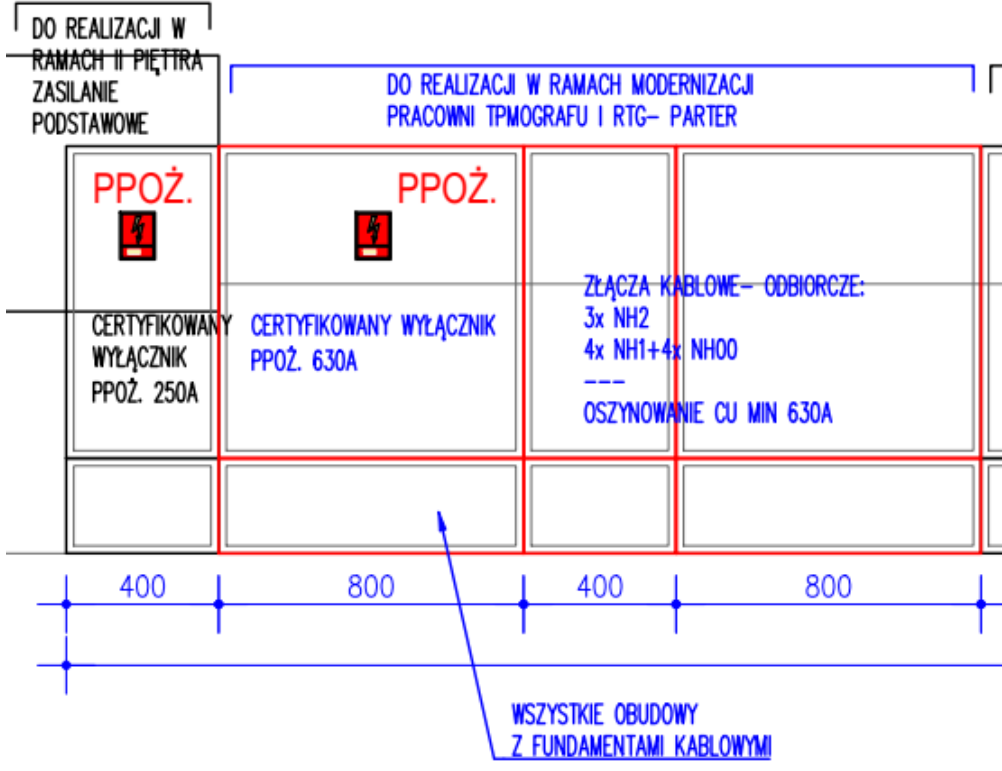 DO REALIZACJI W
RAMACH II PIĘTTRA
ZASILANIE
PODSTAWOWE
DO REALIZACJI W RAMACH MODERNIZACJI
PRACOWNI TPMOGRAFU I RTG– PARTER
PPOŻ.
PPOŻ.
CERTYFIKOWANY
WYŁĄCZNIK
PPOŻ. 250A
CERTYFIKOWANY WYŁĄCZNIK
PPOŻ. 630A
ZŁĄCZA KABLOWE– ODBIORCZE:
3x NH2
4x NH1+4x NH00
---
OSZYNOWANIE CU MIN 630A
400
800
400
800
WSZYSTKIE OBUDOWY
Z FUNDAMENTAMI KABLOWYMI